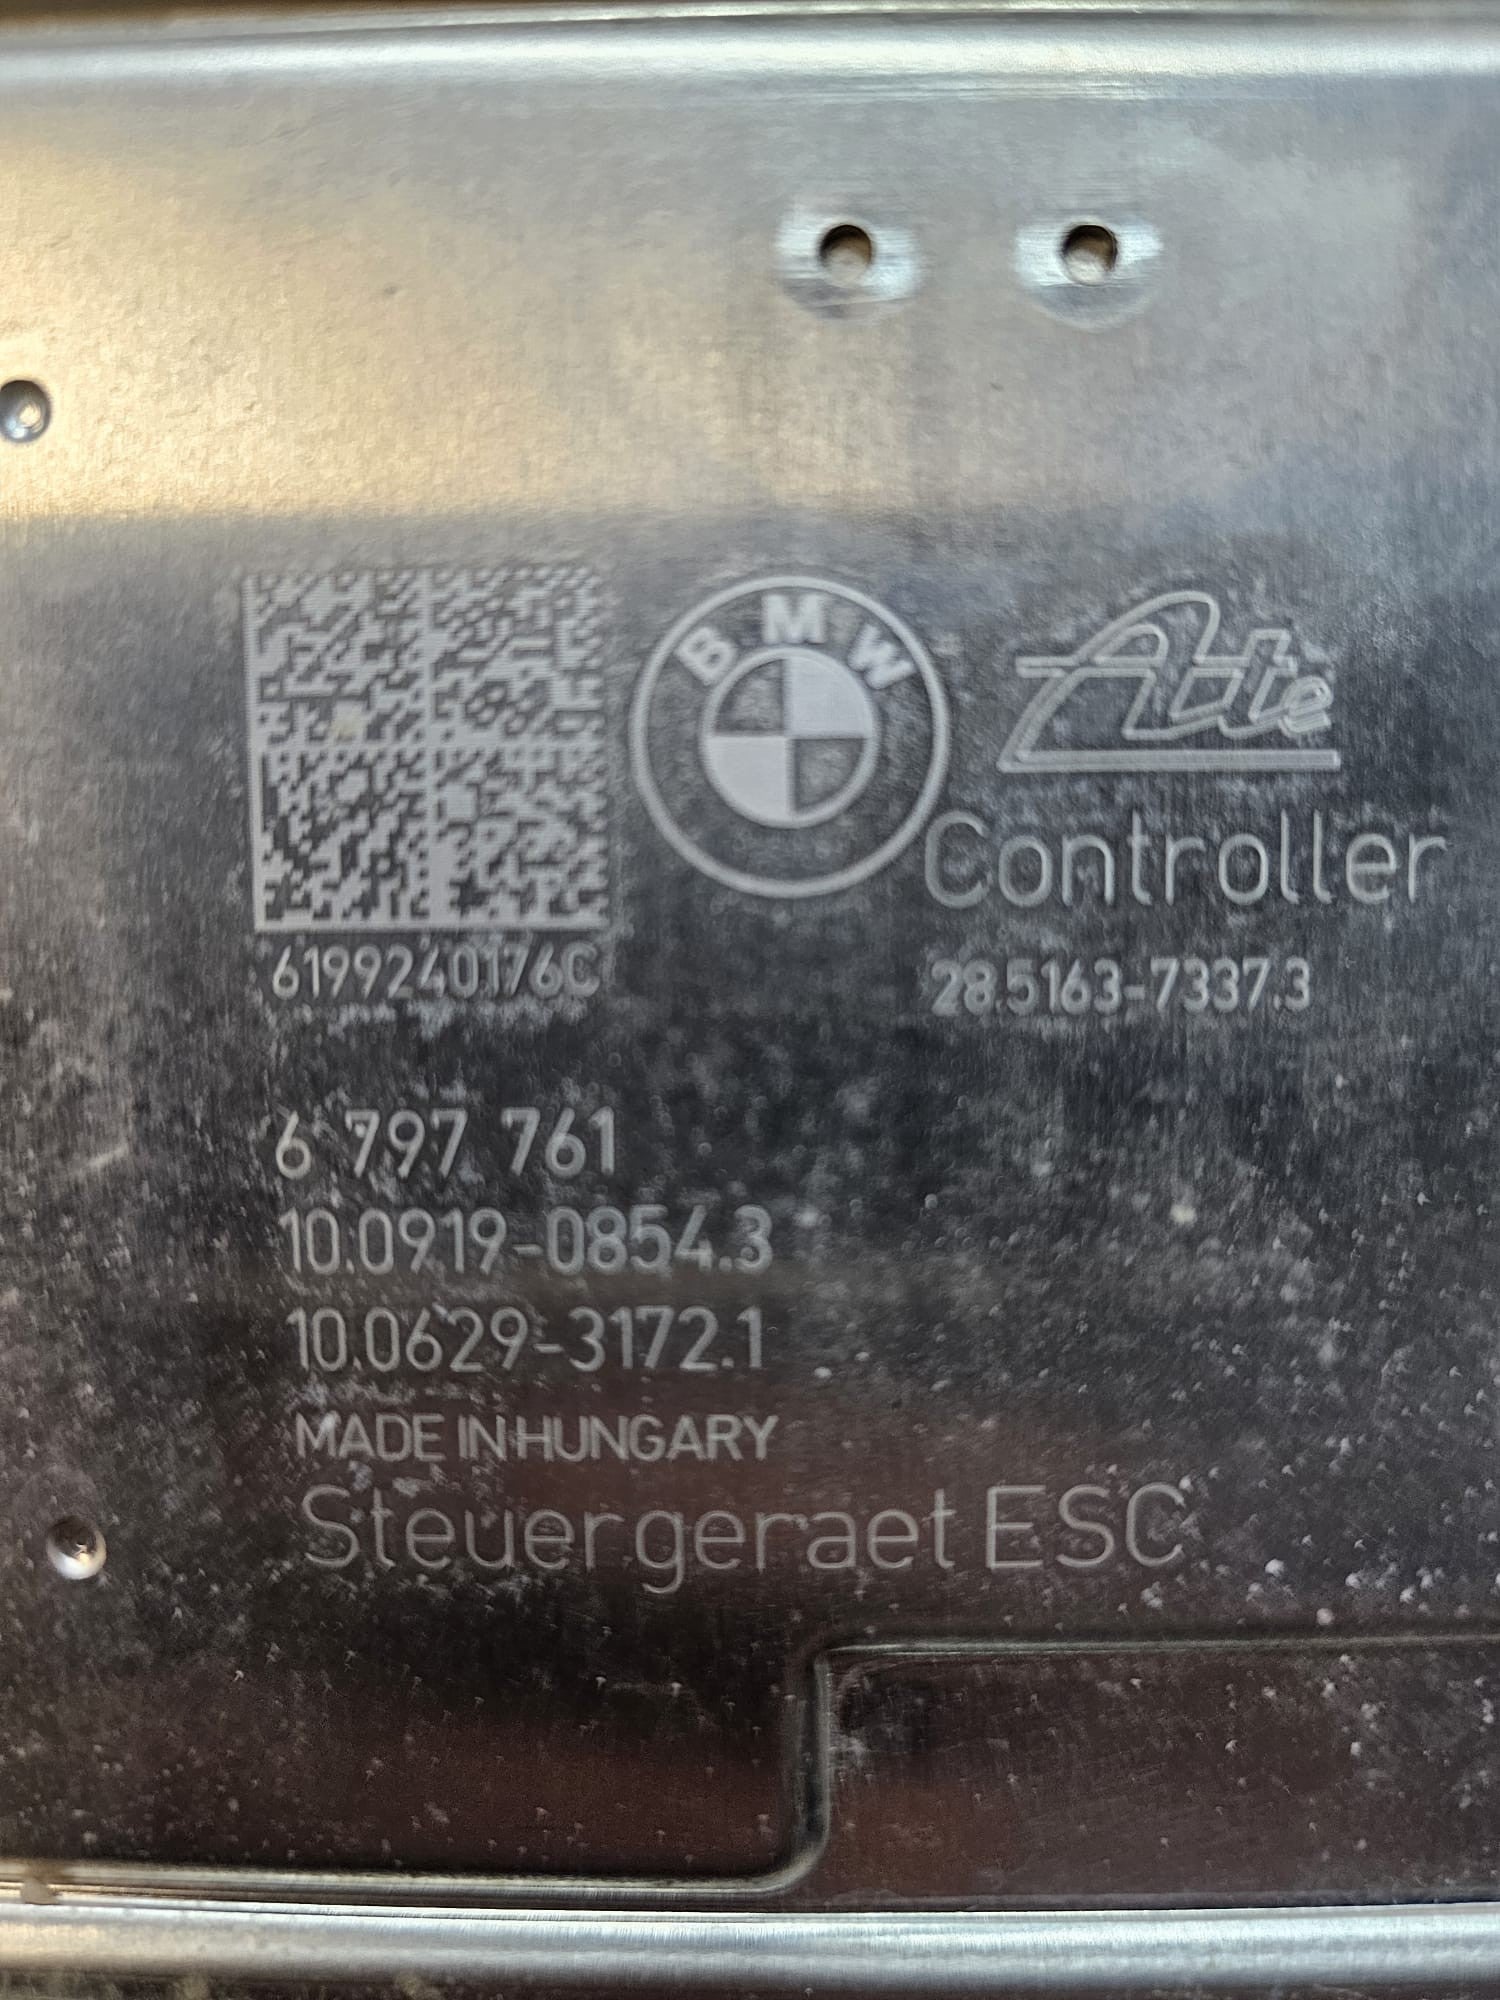 BMW
Ate
Controller
6199240176C
28.5163-7337.3
6 797 761
10.0919-0854.3
10.0629-3172.1
MADE IN HUNGARY
Steuergeraet ESC